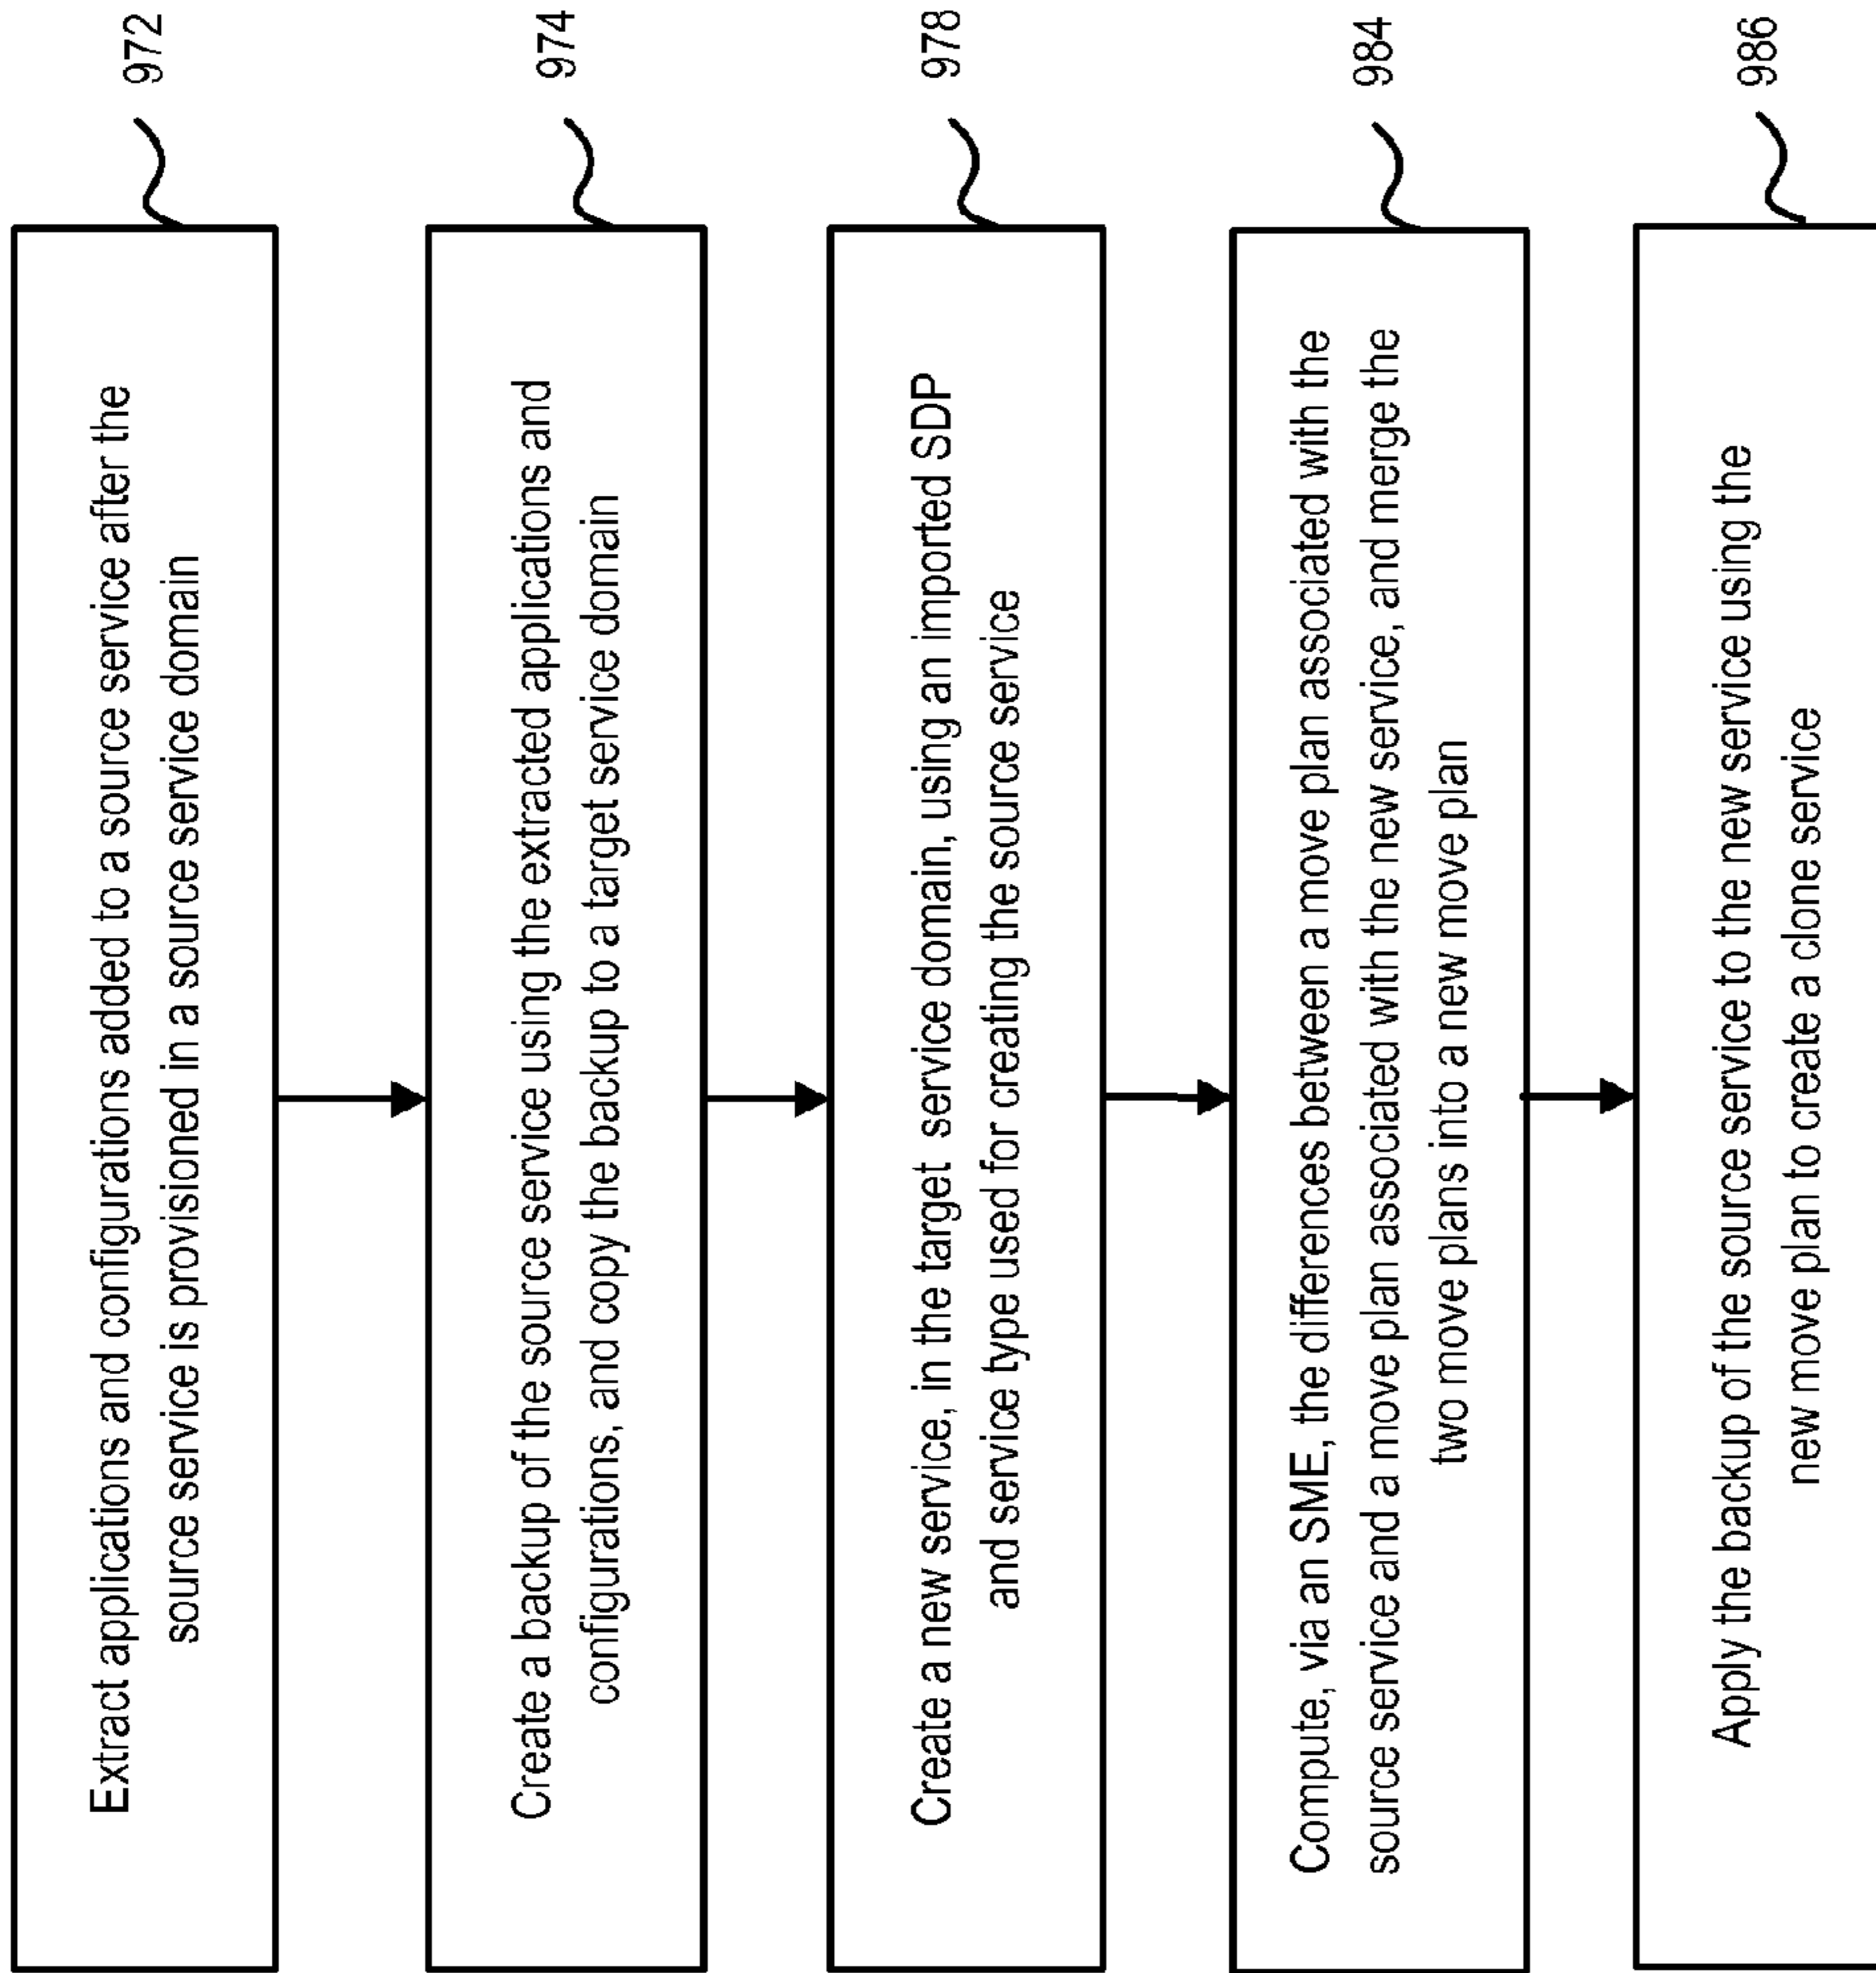 Extract applications and configurations added to a source service after the
source service is provisioned in a source service domain
972
Create a backup of the source service using the extracted applications and
configurations, and copy the backup to a target service domain
974
Create a new service, in the target service domain, using an imported SDP
and service type used for creating the source service
978
Compute, via an SME, the differences between a move plan associated with the
source service and a move plan associated with the new service, and merge the
two move plans into a new move plan
984
Apply the backup of the source service to the new service using the
new move plan to create a clone service
986